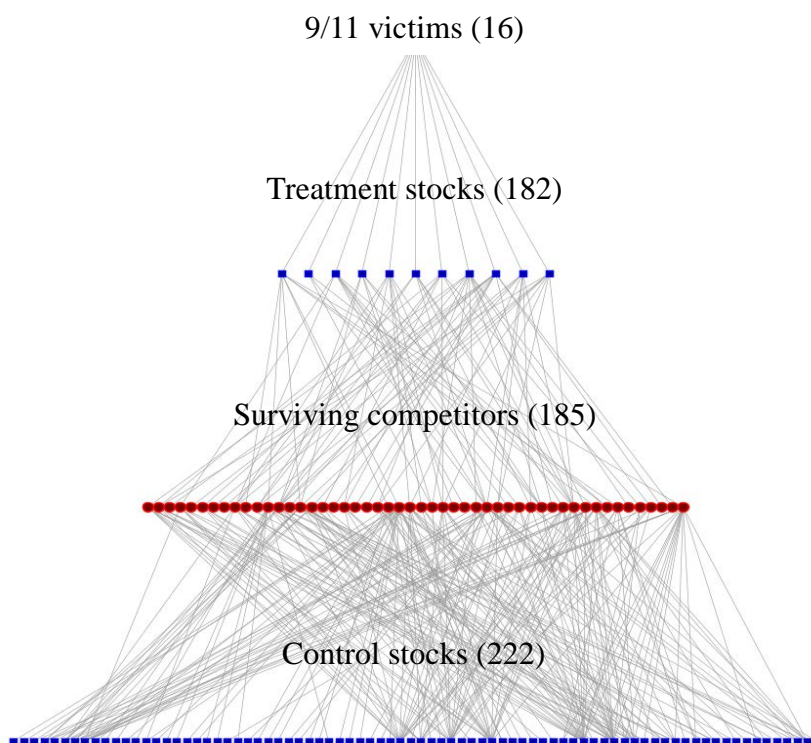 9/11 victims (16)
Treatment stocks (182)
Surviving competitors (185)
Control stocks (222)